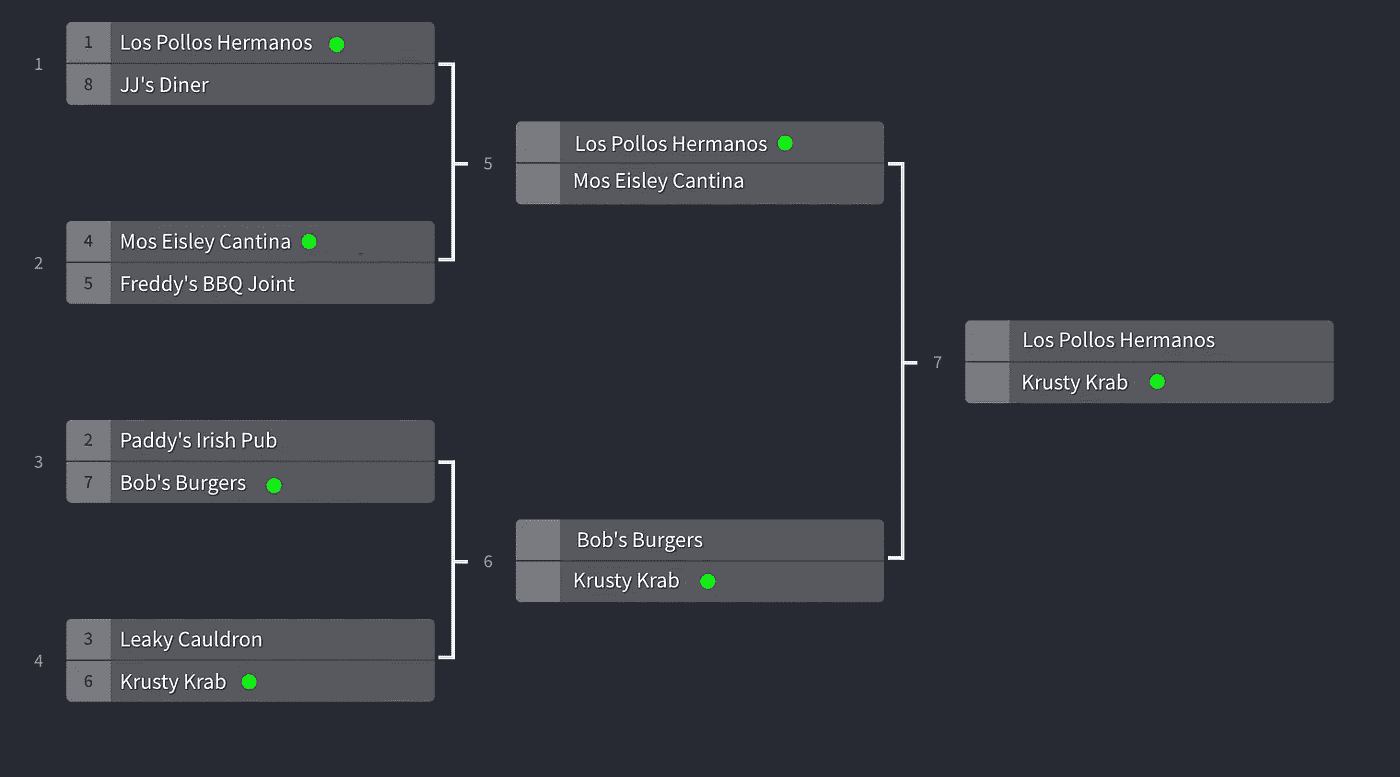 1
1 Los Pollos Hermanos
8 JJ's Diner
2
4 Mos Eisley Cantina
5 Freddy's BBQ Joint
3
2 Paddy's Irish Pub
7 Bob's Burgers
4
3 Leaky Cauldron
6 Krusty Krab
5
Los Pollos Hermanos
Mos Eisley Cantina
6
Bob's Burgers
Krusty Krab
7
Los Pollos Hermanos
Krusty Krab